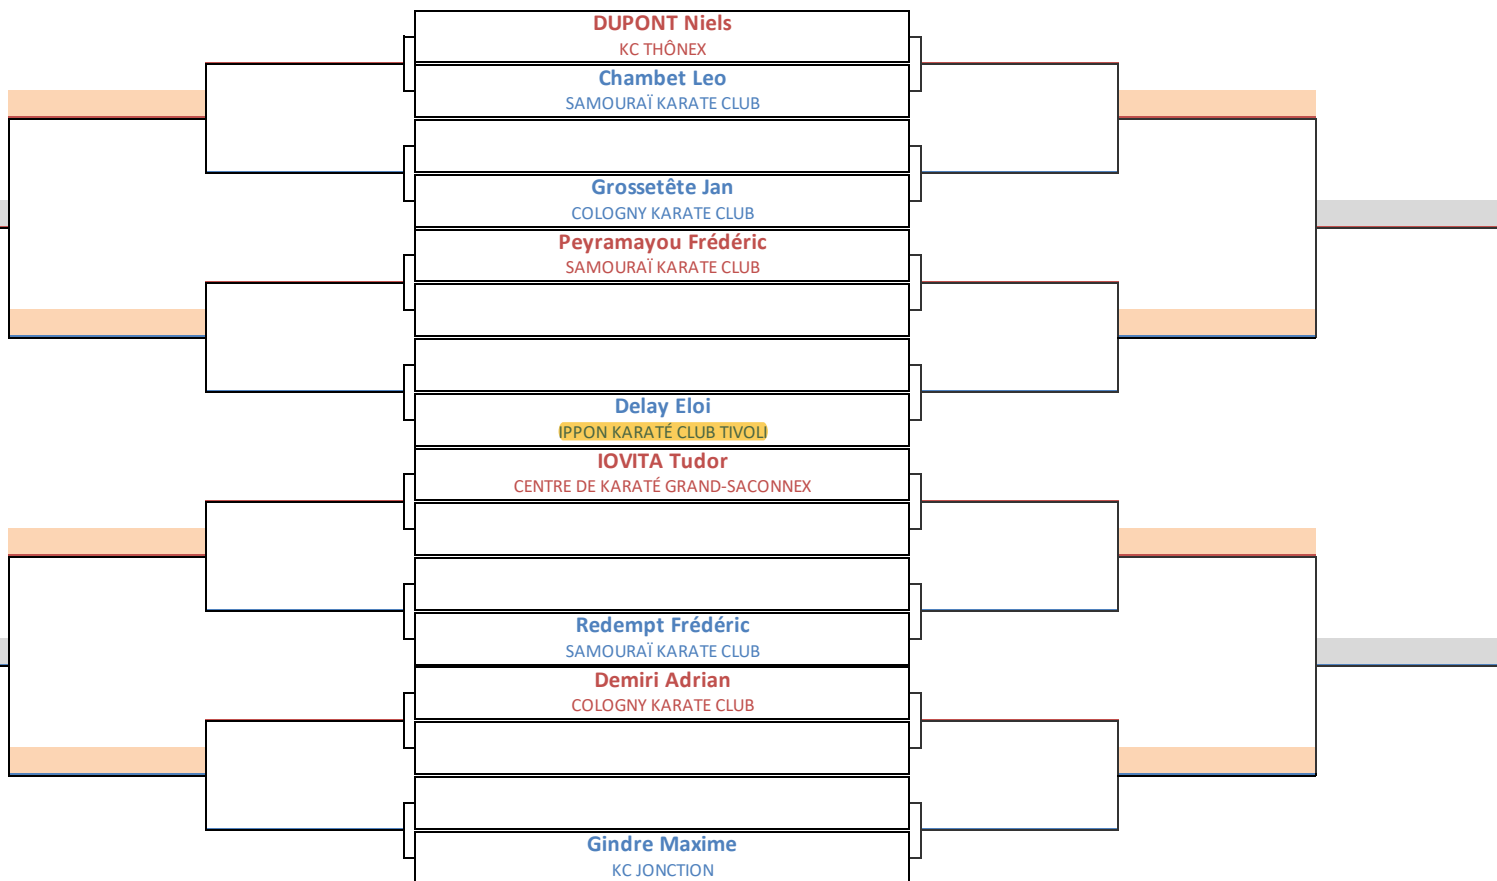 DUPONT Niels
KC THÔNEX
Chambet Leo
SAMOURAÏ KARATE CLUB
Grossetête Jan
COLOGNY KARATE CLUB
Peyramayou Frédéric
SAMOURAÏ KARATE CLUB
Delay Eloi
IPPON KARATÉ CLUB TIVOLI
IOVITA Tudor
CENTRE DE KARATÉ GRAND-SACONNEX
Redempt Frédéric
SAMOURAÏ KARATE CLUB
Demiri Adrian
COLOGNY KARATE CLUB
Gindre Maxime
KC JONCTION